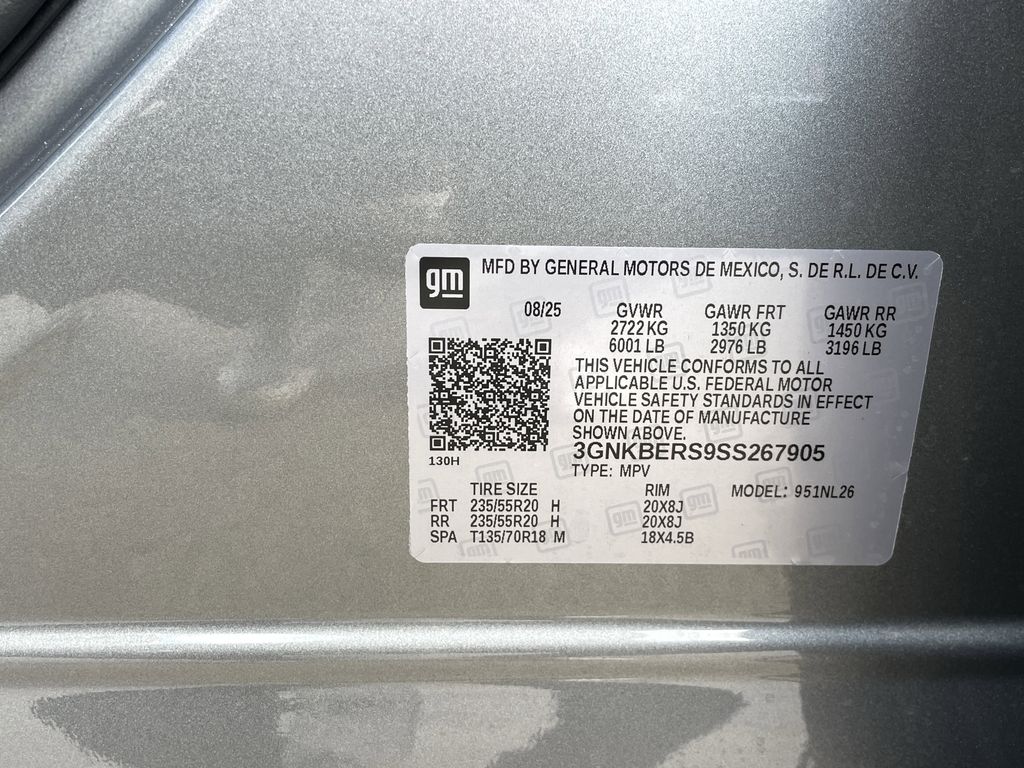 gm MFD BY GENERAL MOTORS DE MEXICO, S. DE R.L. DE C.V.
08/25 GVWR GAWR FRT GAWR RR
2722 KG 1350 KG 1450 KG
6001 LB 2976 LB 3196 LB
THIS VEHICLE CONFORMS TO ALL
APPLICABLE U.S. FEDERAL MOTOR
VEHICLE SAFETY STANDARDS IN EFFECT
ON THE DATE OF MANUFACTURE
SHOWN ABOVE.
130H
3GNKBERS9SS267905
TYPE: MPV
TIRE SIZE RIM MODEL: 951NL26
FRT 235/55R20 H 20X8J
RR 235/55R20 H 20X8J
SPA T135/70R18 M 18X4.5B